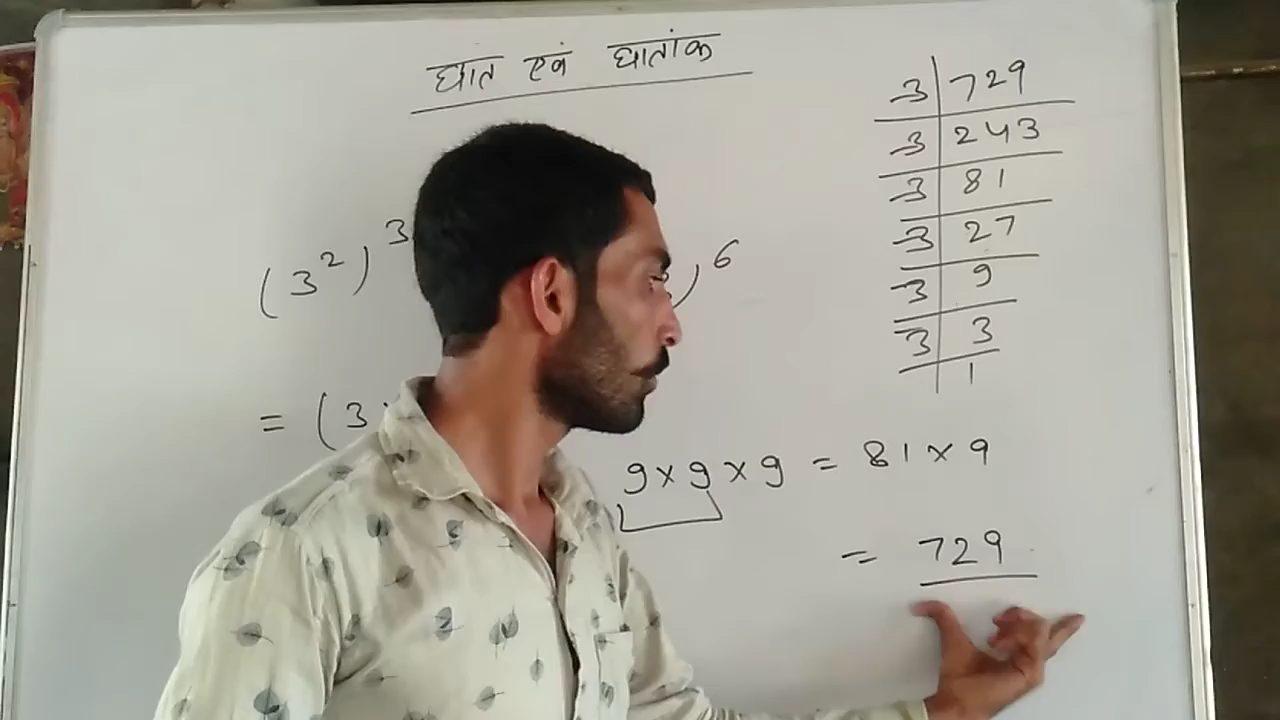 घात एवं घातांक
(3²)³ )⁶
= (3
9×9×9 = 81×9
= 729
3 | 729
3 | 243
3 | 81
3 | 27
3 | 9
3 | 3
1